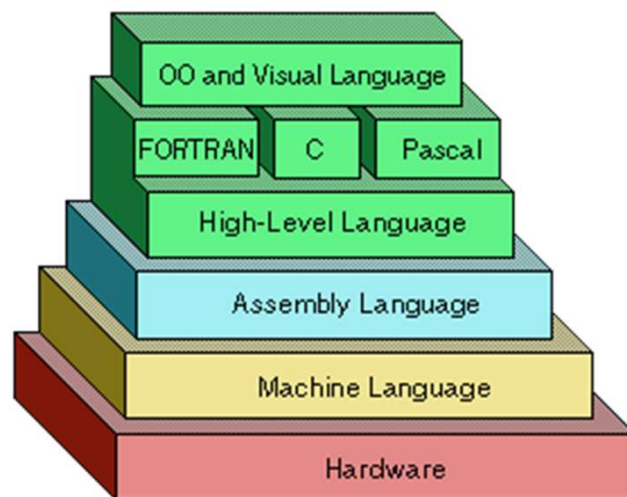 OO and Visual Language
FORTRAN C Pascal
High-Level Language
Assembly Language
Machine Language
Hardware